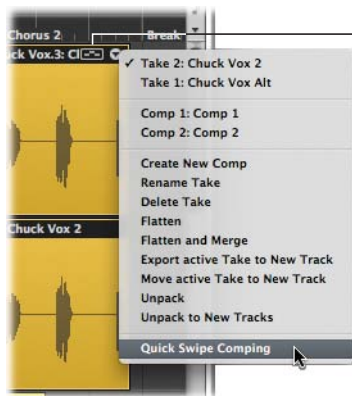 Chorus 2
Break
ck Vox.3: Cl
✓ Take 2: Chuck Vox 2
Take 1: Chuck Vox Alt
Comp 1: Comp 1
Comp 2: Comp 2
Create New Comp
Rename Take
Delete Take
Flatten
Flatten and Merge
Export active Take to New Track
Move active Take to New Track
Unpack
Unpack to New Tracks
Quick Swipe Comping
Chuck Vox 2